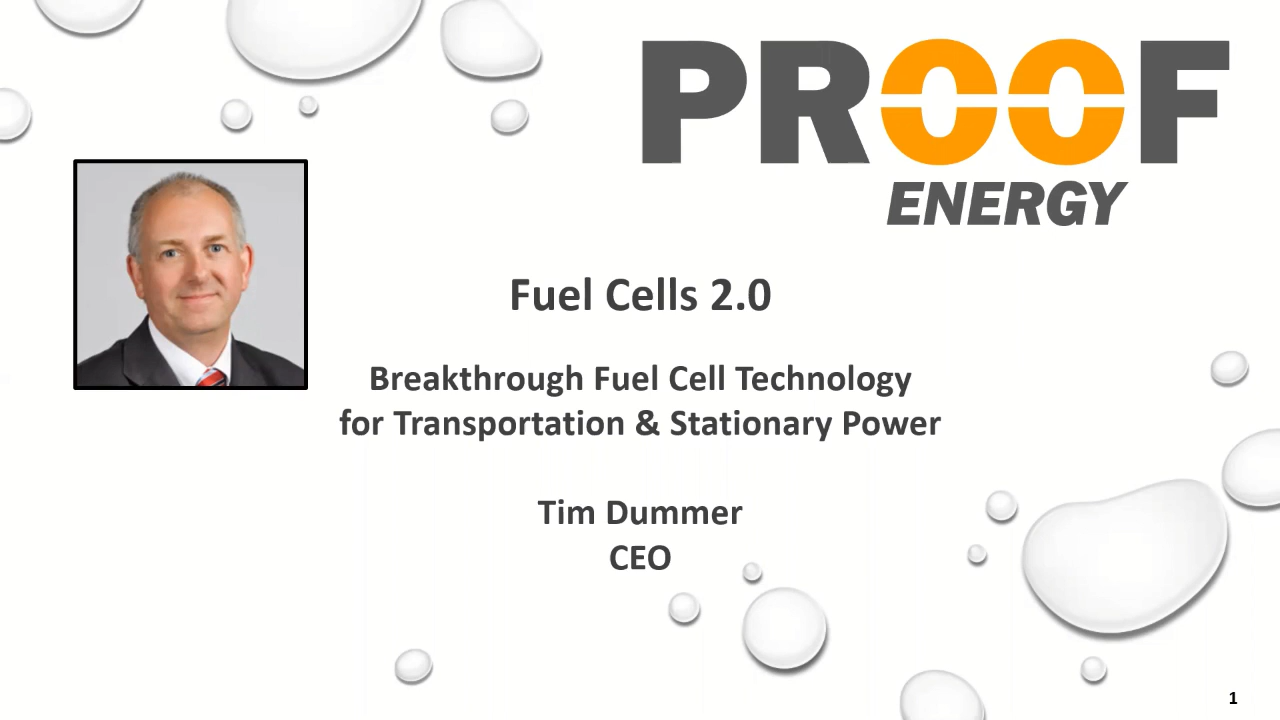 PROOF
ENERGY
Fuel Cells 2.0
Breakthrough Fuel Cell Technology
for Transportation & Stationary Power
Tim Dummer
CEO
1